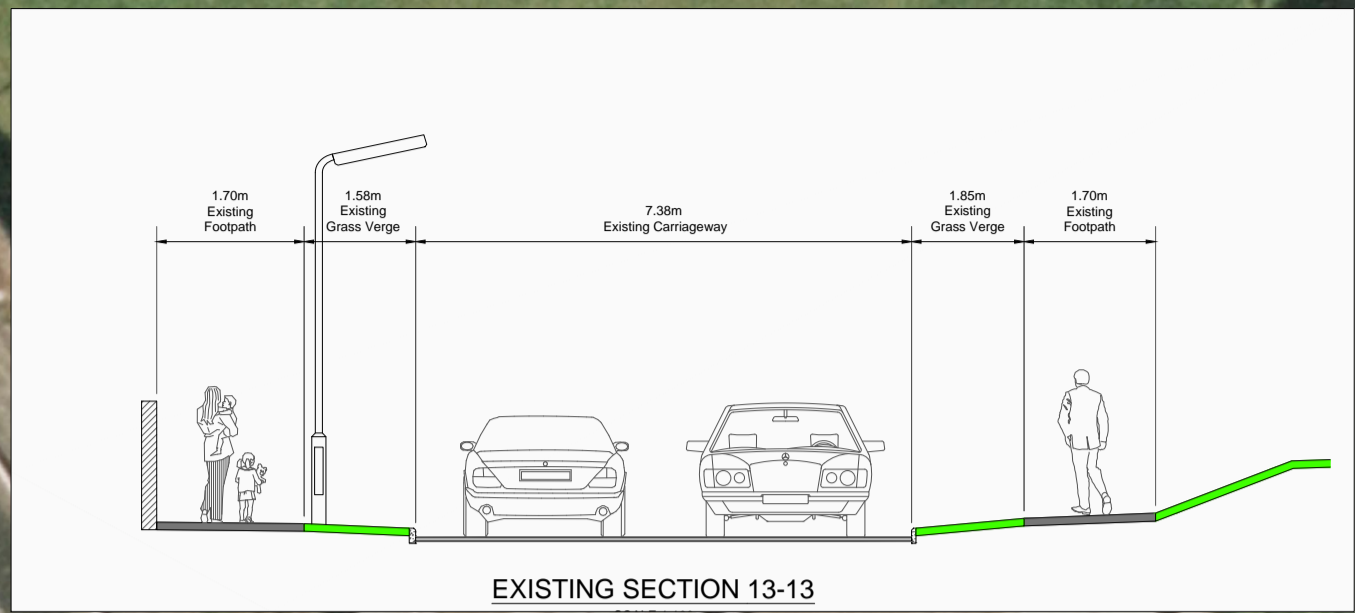 1.70m
Existing
Footpath
1.58m
Existing
Grass Verge
7.38m
Existing Carriageway
1.85m
Existing
Grass Verge
1.70m
Existing
Footpath
EXISTING SECTION 13-13